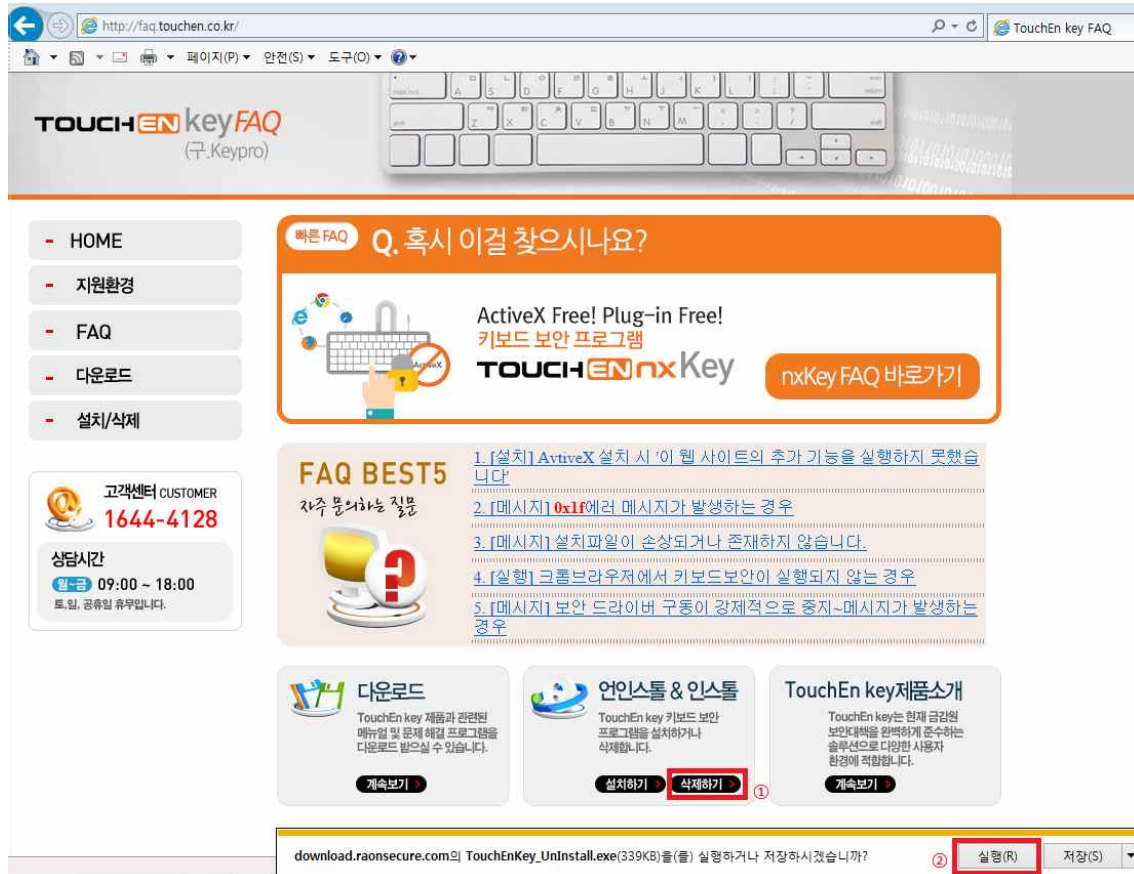 http://faq.touchen.co.kr/
TouchEn key FAQ
페이지(P) 안전(S) 도구(O)
TOUCHEN key FAQ
(구.Keypro)
- HOME
- 지원환경
- FAQ
- 다운로드
- 설치/삭제
고객센터 CUSTOMER
1644-4128
상담시간
월~금 09:00 ~ 18:00
토,일, 공휴일 휴무입니다.
빠른 FAQ Q. 혹시 이걸 찾으시나요?
ActiveX Free! Plug-in Free!
키보드 보안 프로그램
TOUCHEN nx Key
nxKey FAQ 바로가기
FAQ BEST5
자주 문의하는 질문
1. [설치] AvtiveX 설치 시 '이 웹 사이트의 추가 기능을 실행하지 못했습
니다'
2. [메시지] 0x1f에러 메시지가 발생하는 경우
3. [메시지] 설치파일이 손상되거나 존재하지 않습니다.
4. [실행] 크롬브라우저에서 키보드보안이 실행되지 않는 경우
5. [메시지] 보안 드라이버 구동이 강제적으로 중지~메시지가 발생하는
경우
다운로드
TouchEn key 제품과 관련된
메뉴얼 및 문제 해결 프로그램을
다운로드 받으실 수 있습니다.
계속보기
언인스톨 & 인스톨
TouchEn key 키보드 보안
프로그램을 설치하거나
삭제합니다.
설치하기 삭제하기 ①
TouchEn key제품소개
TouchEn key는 현재 금감원
보안대책을 완벽하게 준수하는
솔루션으로 다양한 사용자
환경에 적합합니다.
계속보기
download.raonsecure.com의 TouchEnKey_UnInstall.exe(339KB)을(를) 실행하거나 저장하시겠습니까?
② 실행(R) 저장(S)